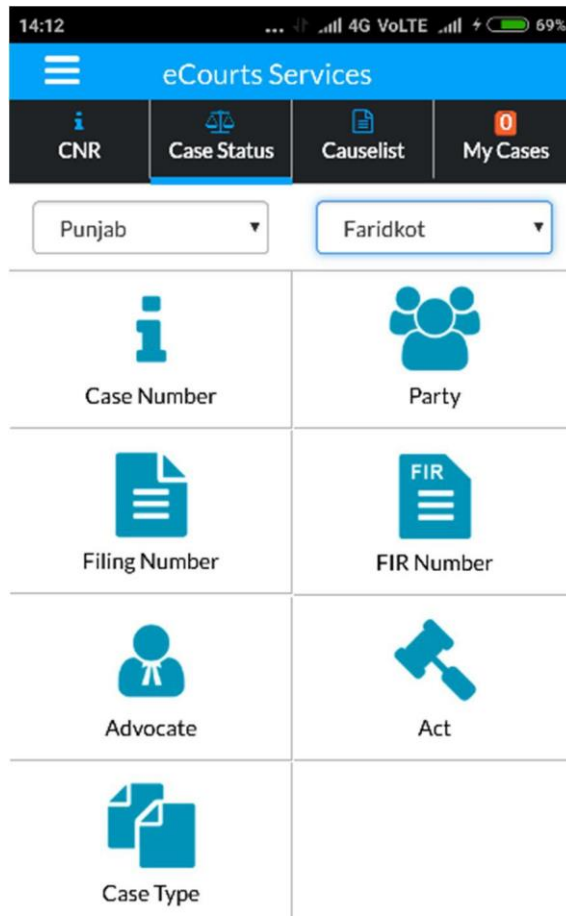 14:12 ... 4G VoLTE 69%
eCourts Services
CNR Case Status Causelist 0 My Cases
Punjab Faridkot
Case Number Party
FIR
Filing Number FIR Number
Advocate Act
Case Type